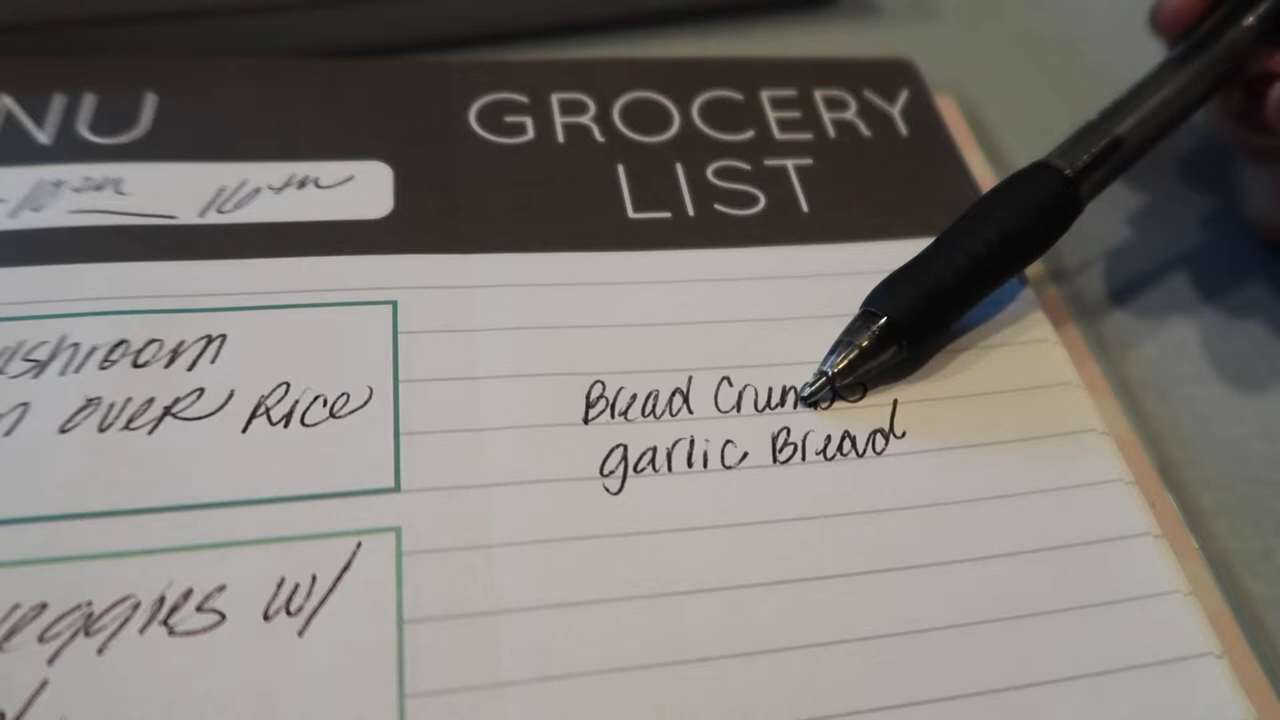 NU
GROCERY
LIST
16th
shroom
over Rice
Bread Crumbs
garlic Bread
eggies w/